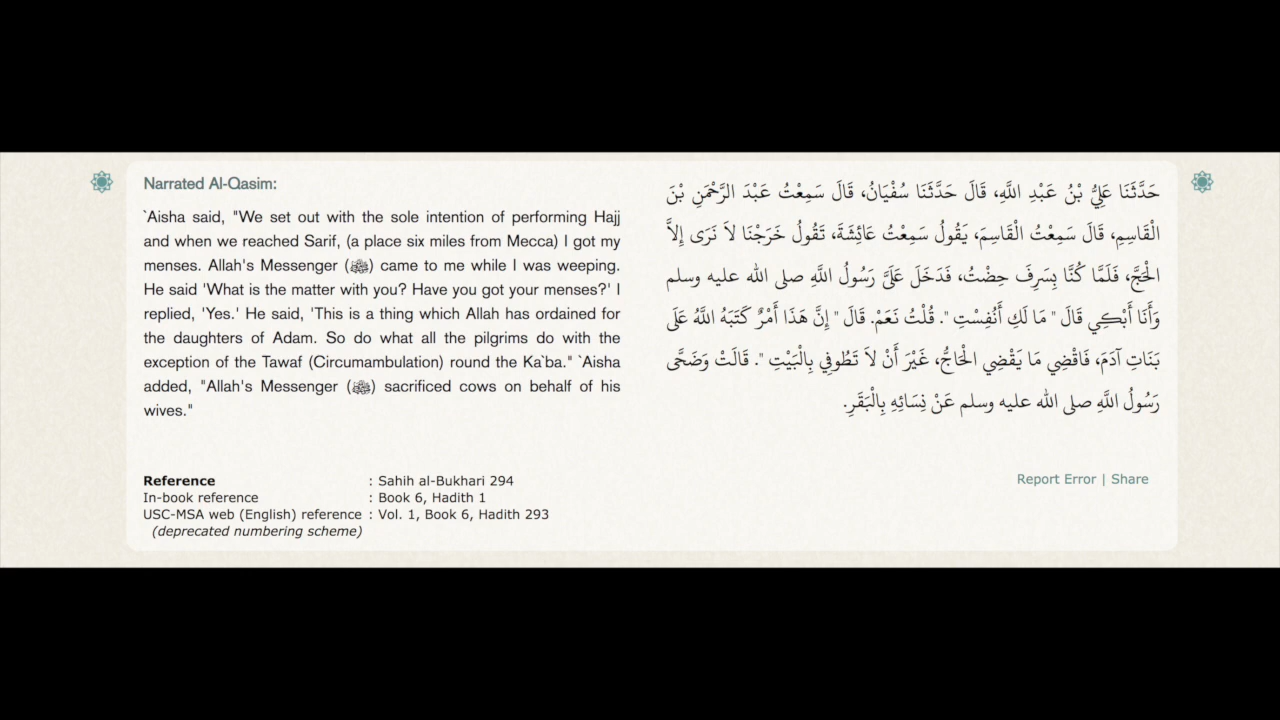 Narrated Al-Qasim:
`Aisha said, "We set out with the sole intention of performing Hajj
and when we reached Sarif, (a place six miles from Mecca) I got my
menses. Allah's Messenger (ﷺ) came to me while I was weeping.
He said 'What is the matter with you? Have you got your menses?' I
replied, 'Yes.' He said, 'This is a thing which Allah has ordained for
the daughters of Adam. So do what all the pilgrims do with the
exception of the Tawaf (Circumambulation) round the Ka`ba." `Aisha
added, "Allah's Messenger (ﷺ) sacrificed cows on behalf of his
wives."
حَدَّثَنَا عَلِيُّ بْنُ عَبْدِ اللَّهِ، قَالَ حَدَّثَنَا سُفْيَانُ، قَالَ سَمِعْتُ عَبْدَ الرَّحْمَنِ بْنَ
الْقَاسِمِ، قَالَ سَمِعْتُ الْقَاسِمَ، يَقُولُ سَمِعْتُ عَائِشَةَ، تَقُولُ خَرَجْنَا لاَ نَرَى إِلاَّ
الْحَجَّ، فَلَمَّا كُنَّا بِسَرِفَ حِضْتُ، فَدَخَلَ عَلَىَّ رَسُولُ اللَّهِ صلى الله عليه وسلم
وَأَنَا أَبْكِي قَالَ " مَا لَكِ أَنُفِسْتِ ". قُلْتُ نَعَمْ. قَالَ " إِنَّ هَذَا أَمْرٌ كَتَبَهُ اللَّهُ عَلَى
بَنَاتِ آدَمَ، فَاقْضِي مَا يَقْضِي الْحَاجُّ، غَيْرَ أَنْ لاَ تَطُوفِي بِالْبَيْتِ ". قَالَتْ وَضَحَّى
رَسُولُ اللَّهِ صلى الله عليه وسلم عَنْ نِسَائِهِ بِالْبَقَرِ.
Reference : Sahih al-Bukhari 294
In-book reference : Book 6, Hadith 1
USC-MSA web (English) reference : Vol. 1, Book 6, Hadith 293
(deprecated numbering scheme)
Report Error | Share